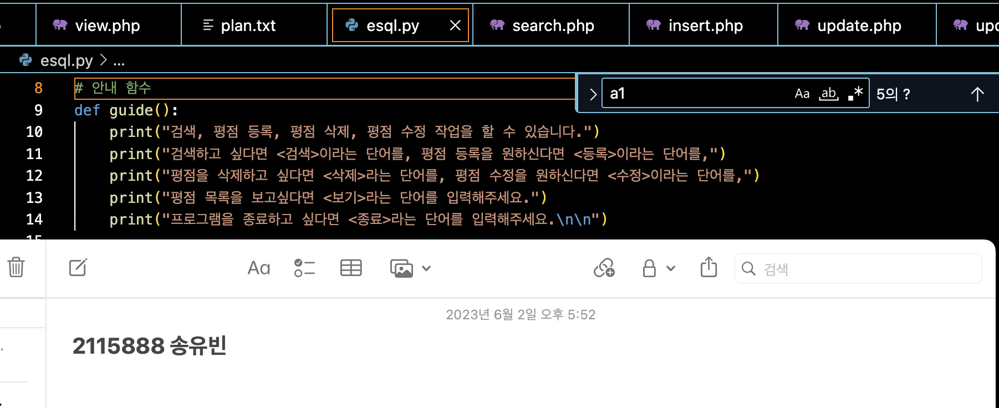 view.php
plan.txt
esql.py
search.php
insert.php
update.php
esql.py > ...
a1
Aa
ab
5의 ?
8 # 안내 함수
9 def guide():
10 print("검색, 평점 등록, 평점 삭제, 평점 수정 작업을 할 수 있습니다.")
11 print("검색하고 싶다면 <검색>이라는 단어를, 평점 등록을 원하신다면 <등록>이라는 단어를,")
12 print("평점을 삭제하고 싶다면 <삭제>라는 단어를, 평점 수정을 원하신다면 <수정>이라는 단어를,")
13 print("평점 목록을 보고싶다면 <보기>라는 단어를 입력해주세요.")
14 print("프로그램을 종료하고 싶다면 <종료>라는 단어를 입력해주세요.\n\n")
Aa
검색
2023년 6월 2일 오후 5:52
2115888 송유빈